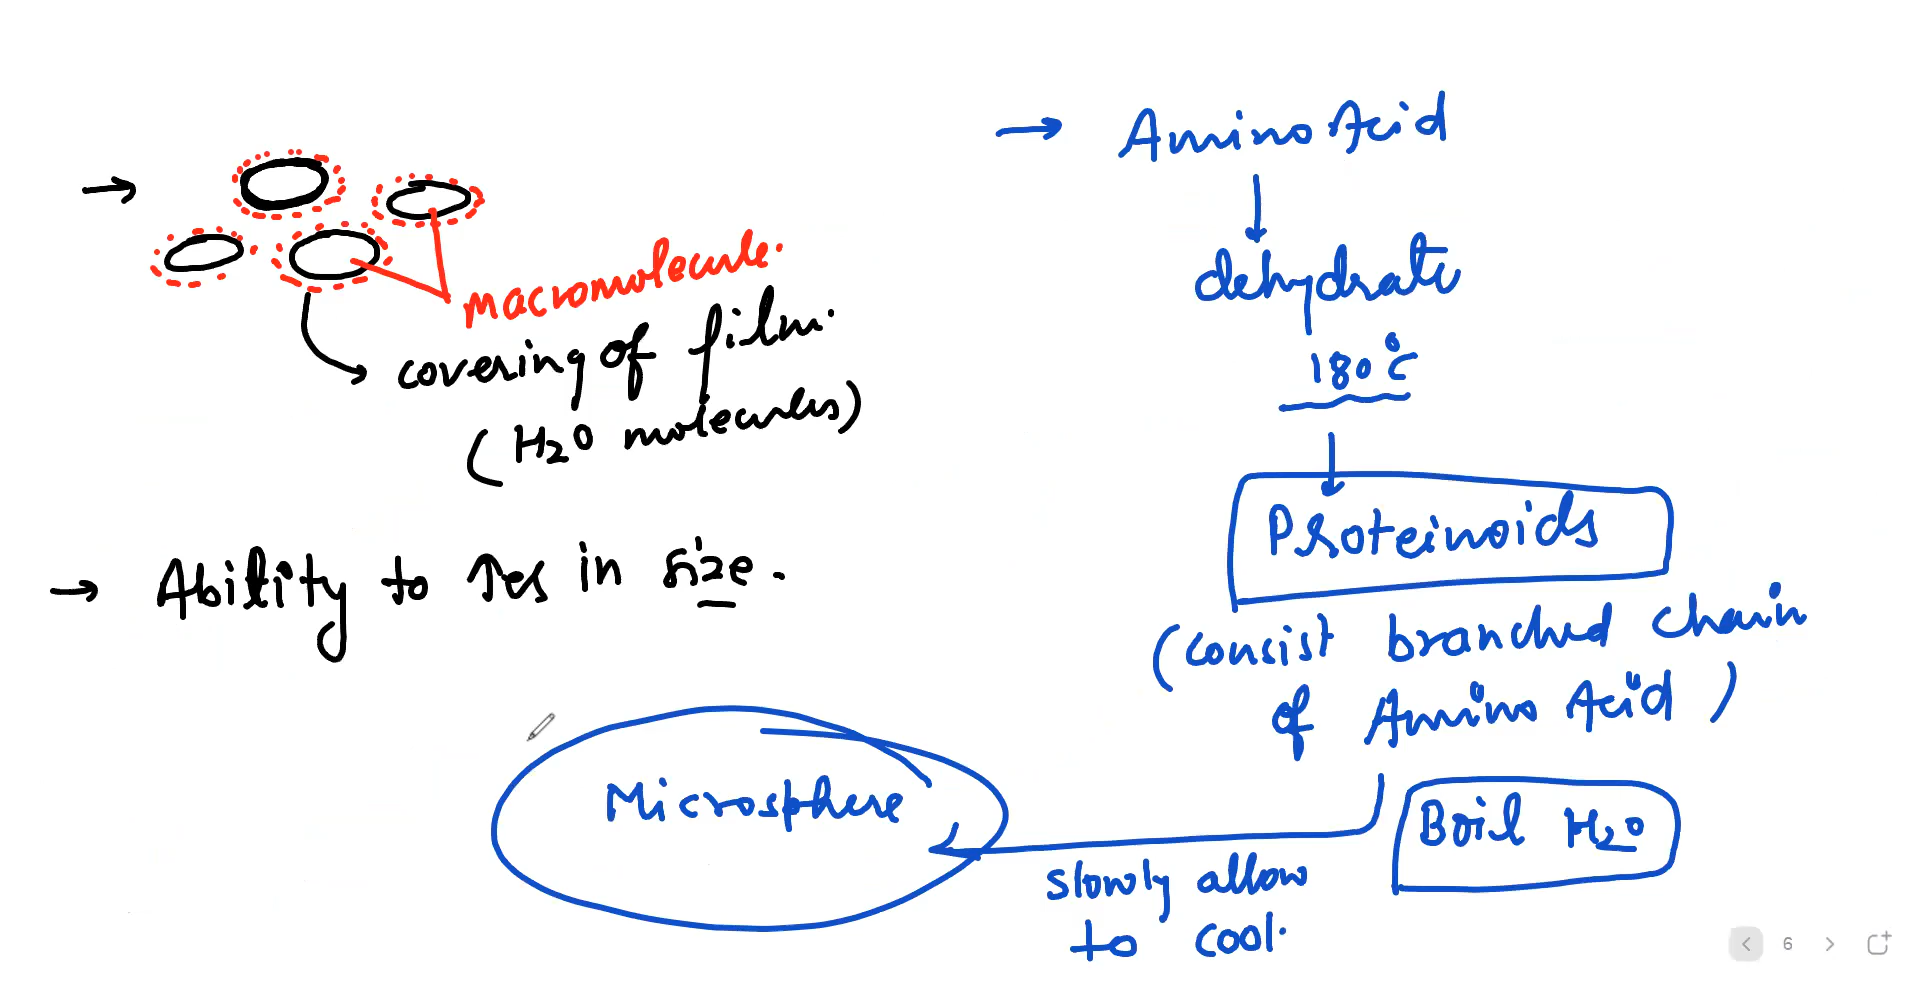 → macromolecule.
covering of film.
(H₂O molecules)
→ Ability to ↑es in size.
→ Amino Acid
dehydrate
180°C
Proteinoids
(consist branched chain
of Amino Acid)
Boil H₂O
slowly allow
to cool.
Microsphere
6